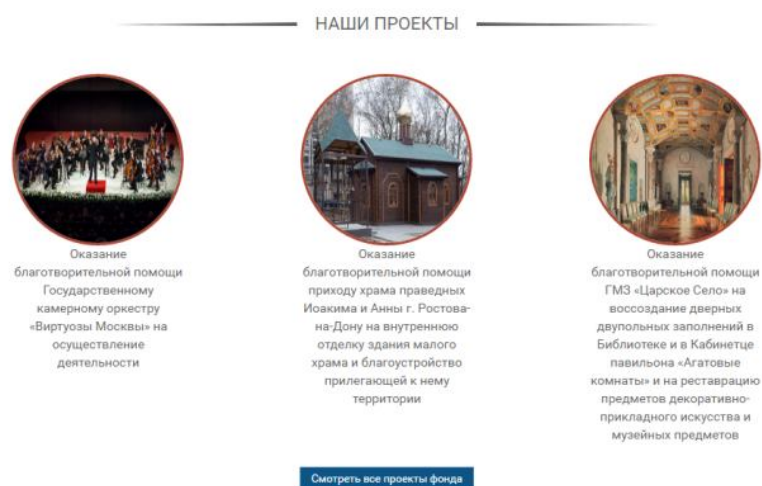 НАШИ ПРОЕКТЫ
Оказание
благотворительной помощи
Государственному
камерному оркестру
«Виртуозы Москвы» на
осуществление
деятельности
Оказание
благотворительной помощи
приходу храма праведных
Иоакима и Анны г. Ростова-
на-Дону на внутреннюю
отделку здания малого
храма и благоустройство
прилегающей к нему
территории
Оказание
благотворительной помощи
ГМЗ «Царское Село» на
воссоздание дверных
двупольных заполнений в
Библиотеке и в Кабинетце
павильона «Агатовые
комнаты» и на реставрацию
предметов декоративно-
прикладного искусства и
музейных предметов
Смотреть все проекты фонда